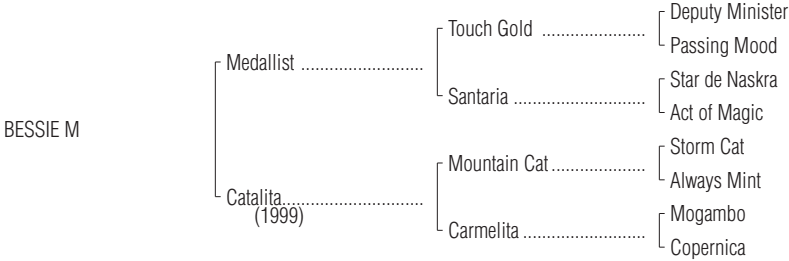 Deputy Minister
Touch Gold ......................
Passing Mood
Medallist ..........................
Star de Naskra
Santaria ............................
Act of Magic
BESSIE M
Storm Cat
Mountain Cat ....................
Always Mint
Catalita..............................
(1999)
Mogambo
Carmelita ..........................
Copernica